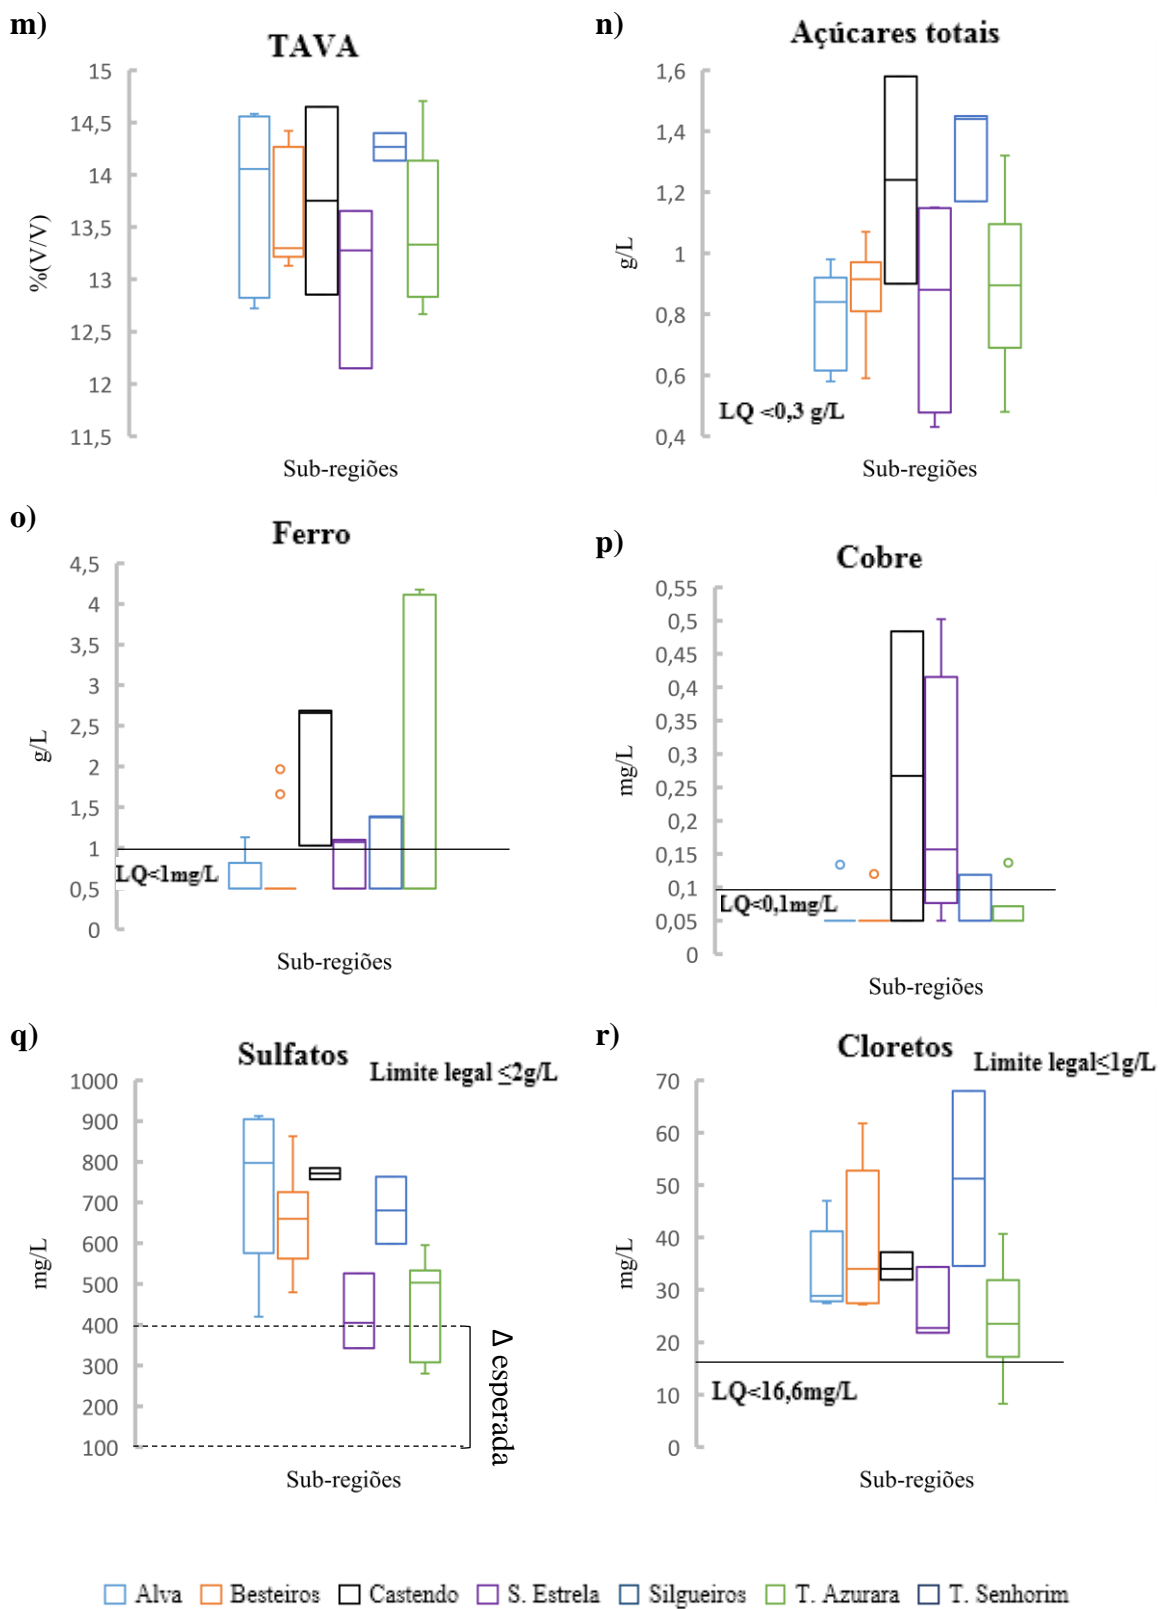 m)
TAVA
15
14,5
14
13,5
13
12,5
12
11,5
%(V/V)
Sub-regiões
n)
Açúcares totais
1,6
1,4
1,2
1
0,8
0,6
0,4
g/L
LQ <0,3 g/L
Sub-regiões
o)
Ferro
4,5
4
3,5
3
2,5
2
1,5
1
0,5
0
g/L
LQ<1mg/L
Sub-regiões
p)
Cobre
0,55
0,5
0,45
0,4
0,35
0,3
0,25
0,2
0,15
0,1
0,05
0
mg/L
LQ<0,1mg/L
Sub-regiões
q)
Sulfatos
Limite legal ≤2g/L
1000
900
800
700
600
500
400
300
200
100
mg/L
Δ esperada
Sub-regiões
r)
Cloretos
Limite legal≤1g/L
70
60
50
40
30
20
10
0
mg/L
LQ<16,6mg/L
Sub-regiões
Alva Besteiros Castendo S. Estrela Silgueiros T. Azurara T. Senhorim